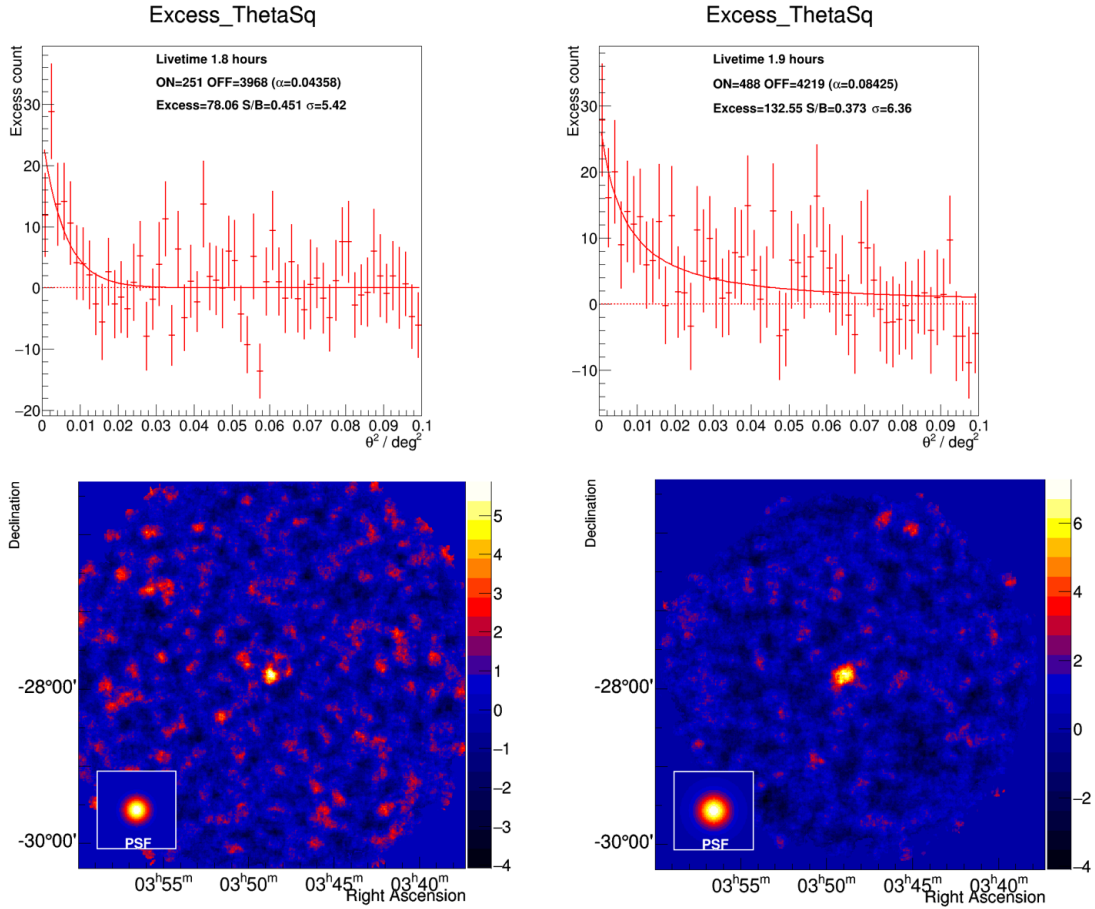 Excess_ThetaSq
Livetime 1.8 hours
ON=251 OFF=3968 (α=0.04358)
Excess=78.06 S/B=0.451 σ=5.42
Excess count
30
20
10
0
−10
−20
0 0.01 0.02 0.03 0.04 0.05 0.06 0.07 0.08 0.09 0.1
θ² / deg²
Excess_ThetaSq
Livetime 1.9 hours
ON=488 OFF=4219 (α=0.08425)
Excess=132.55 S/B=0.373 σ=6.36
Excess count
30
20
10
0
−10
0 0.01 0.02 0.03 0.04 0.05 0.06 0.07 0.08 0.09 0.1
θ² / deg²
Declination
-28°00'
-30°00'
PSF
03ʰ55ᵐ 03ʰ50ᵐ 03ʰ45ᵐ 03ʰ40ᵐ
Right Ascension
5
4
3
2
1
0
−1
−2
−3
−4
Declination
-28°00'
-30°00'
PSF
03ʰ55ᵐ 03ʰ50ᵐ 03ʰ45ᵐ 03ʰ40ᵐ
Right Ascension
6
4
2
0
−2
−4